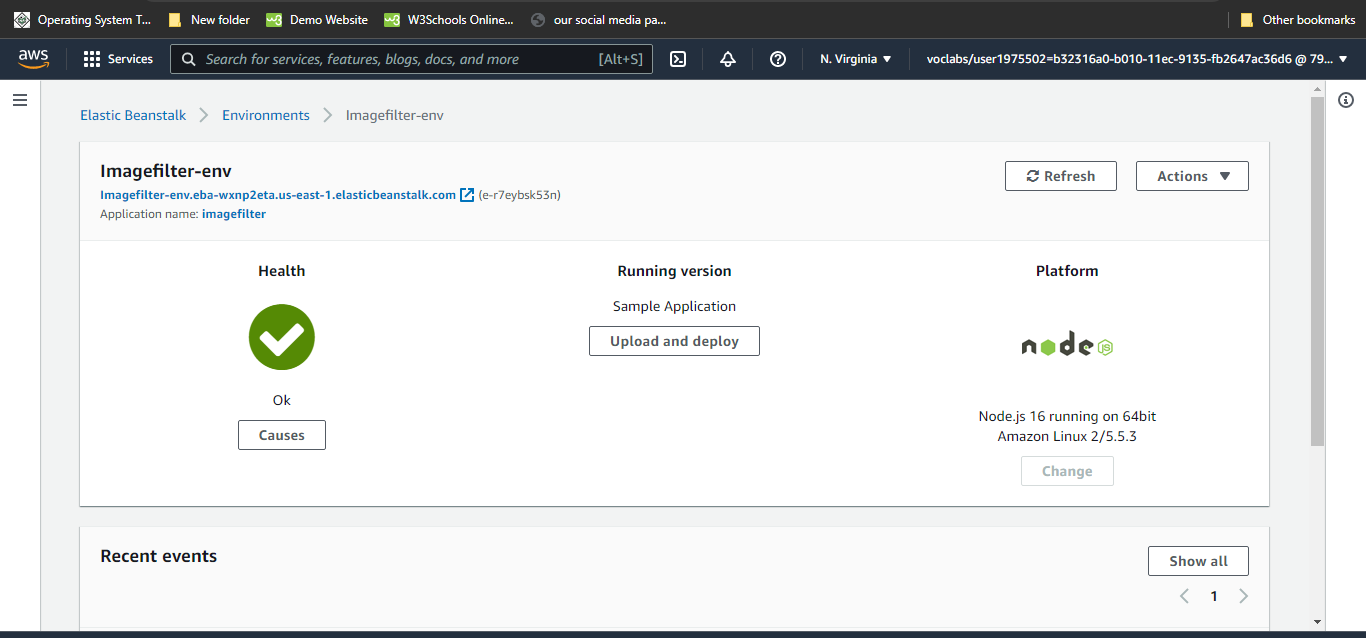 Operating System T...
New folder
Demo Website
W3Schools Online...
our social media pa...
Other bookmarks
aws
Services
Search for services, features, blogs, docs, and more
[Alt+S]
N. Virginia
voclabs/user1975502=b32316a0-b010-11ec-9135-fb2647ac36d6 @ 79...
Elastic Beanstalk
Environments
Imagefilter-env
Imagefilter-env
Imagefilter-env.eba-wxnp2eta.us-east-1.elasticbeanstalk.com (e-r7eybsk53n)
Application name: imagefilter
Refresh
Actions
Health
Ok
Causes
Running version
Sample Application
Upload and deploy
Platform
node JS
Node.js 16 running on 64bit
Amazon Linux 2/5.5.3
Change
Recent events
Show all
1